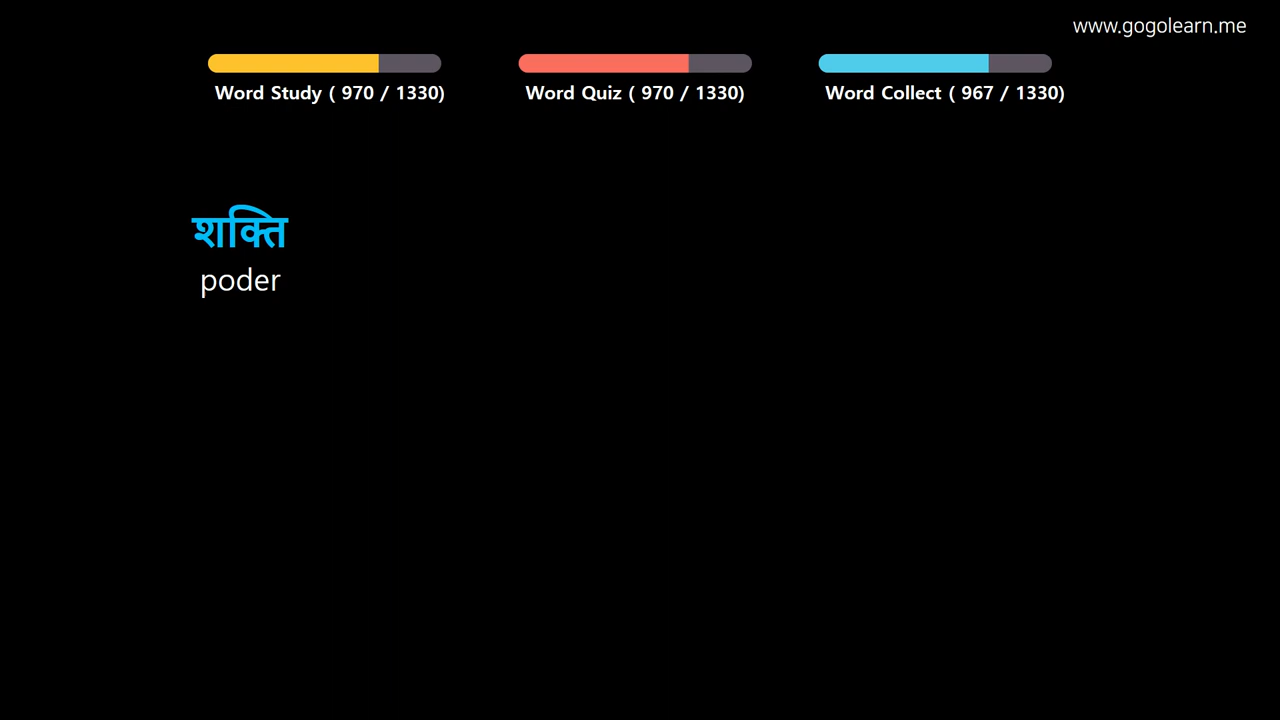 www.gogolearn.me
Word Study ( 970 / 1330)
Word Quiz ( 970 / 1330)
Word Collect ( 967 / 1330)
शक्ति
poder